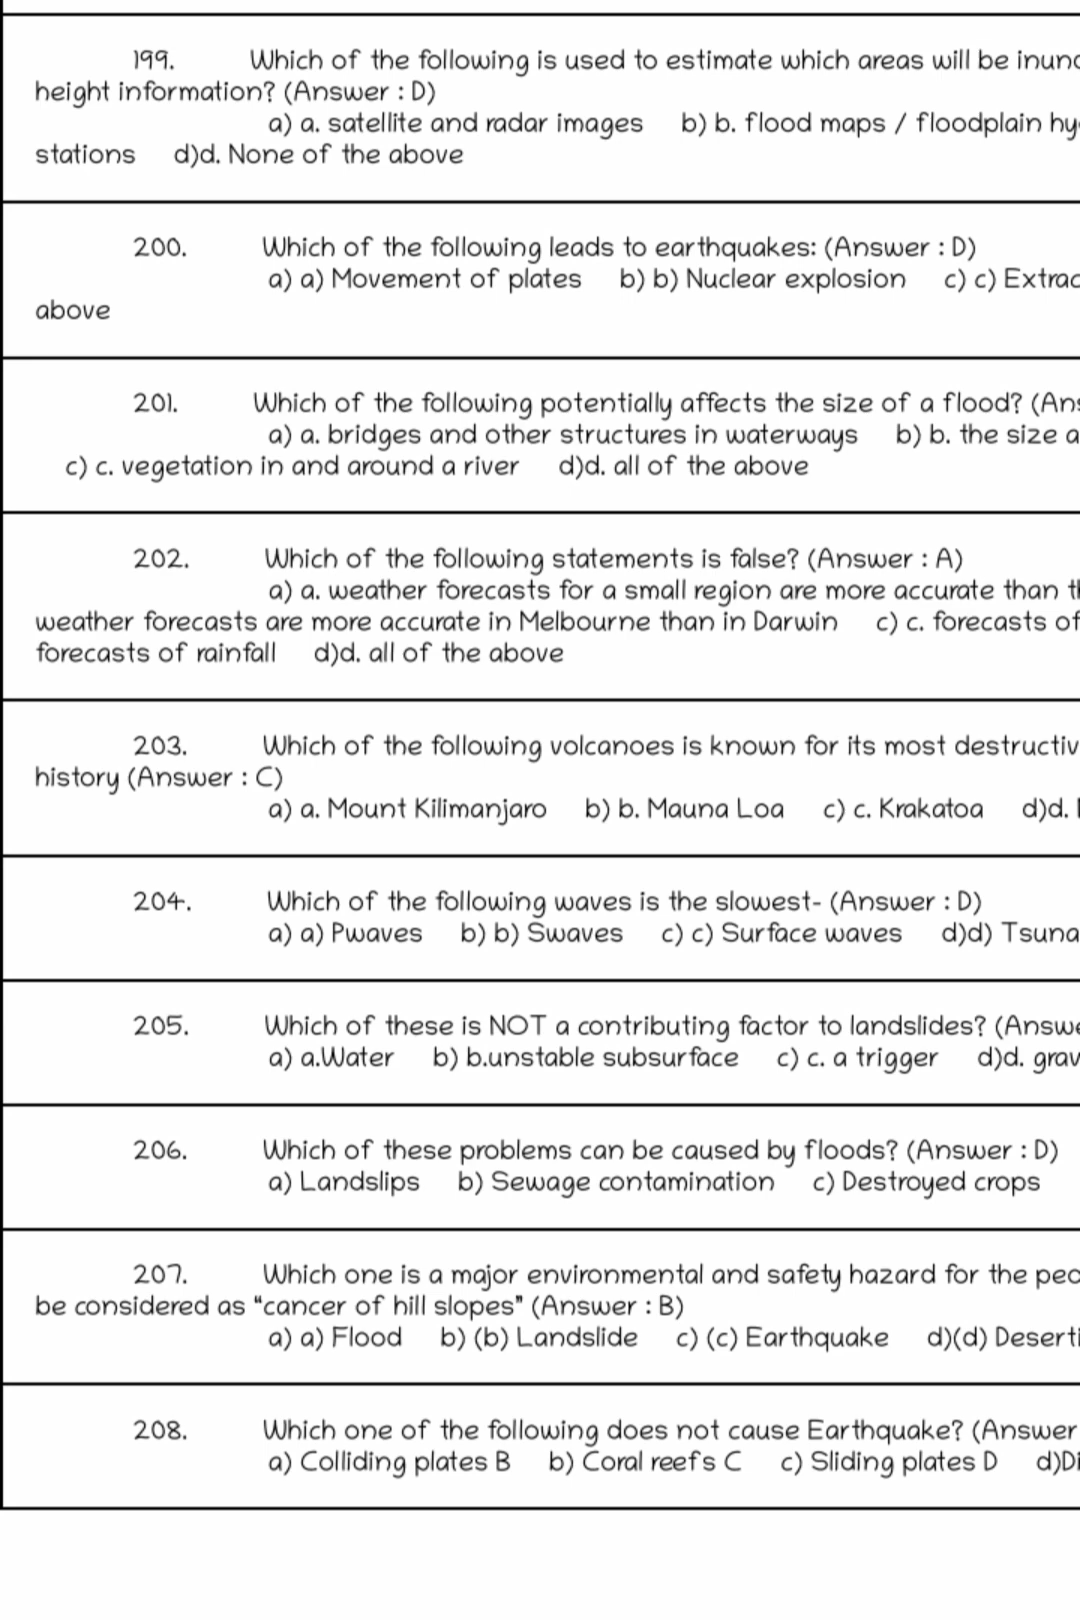 199. Which of the following is used to estimate which areas will be
height information? (Answer : D)
a) a. satellite and radar images b) b. flood maps / floodplain
stations d)d. None of the above
200. Which of the following leads to earthquakes: (Answer : D)
a) a) Movement of plates b) b) Nuclear explosion c) c)
above
201. Which of the following potentially affects the size of a flood?
a) a. bridges and other structures in waterways b) b. the size
c) c. vegetation in and around a river d)d. all of the above
202. Which of the following statements is false? (Answer : A)
a) a. weather forecasts for a small region are more accurate than
weather forecasts are more accurate in Melbourne than in Darwin c) c. forecasts of
forecasts of rainfall d)d. all of the above
203. Which of the following volcanoes is known for its most
history (Answer : C)
a) a. Mount Kilimanjaro b) b. Mauna Loa c) c. Krakatoa d)d.
204. Which of the following waves is the slowest- (Answer : D)
a) a) Pwaves b) b) Swaves c) c) Surface waves d)d)
205. Which of these is NOT a contributing factor to landslides?
a) a.Water b) b.unstable subsurface c) c. a trigger d)d.
206. Which of these problems can be caused by floods? (Answer : D)
a) Landslips b) Sewage contamination c) Destroyed crops
207. Which one is a major environmental and safety hazard for the
be considered as "cancer of hill slopes" (Answer : B)
a) a) Flood b) (b) Landslide c) (c) Earthquake d)(d)
208. Which one of the following does not cause Earthquake? (Answer
a) Colliding plates B b) Coral reefs C c) Sliding plates D